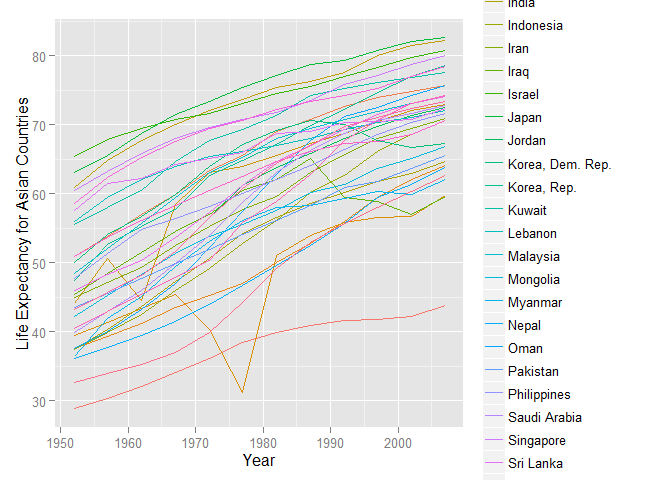 India
Indonesia
Iran
Iraq
Israel
Japan
Jordan
Korea, Dem. Rep.
Korea, Rep.
Kuwait
Lebanon
Malaysia
Mongolia
Myanmar
Nepal
Oman
Pakistan
Philippines
Saudi Arabia
Singapore
Sri Lanka
Life Expectancy for Asian Countries
80
70
60
50
40
30
1950 1960 1970 1980 1990 2000
Year